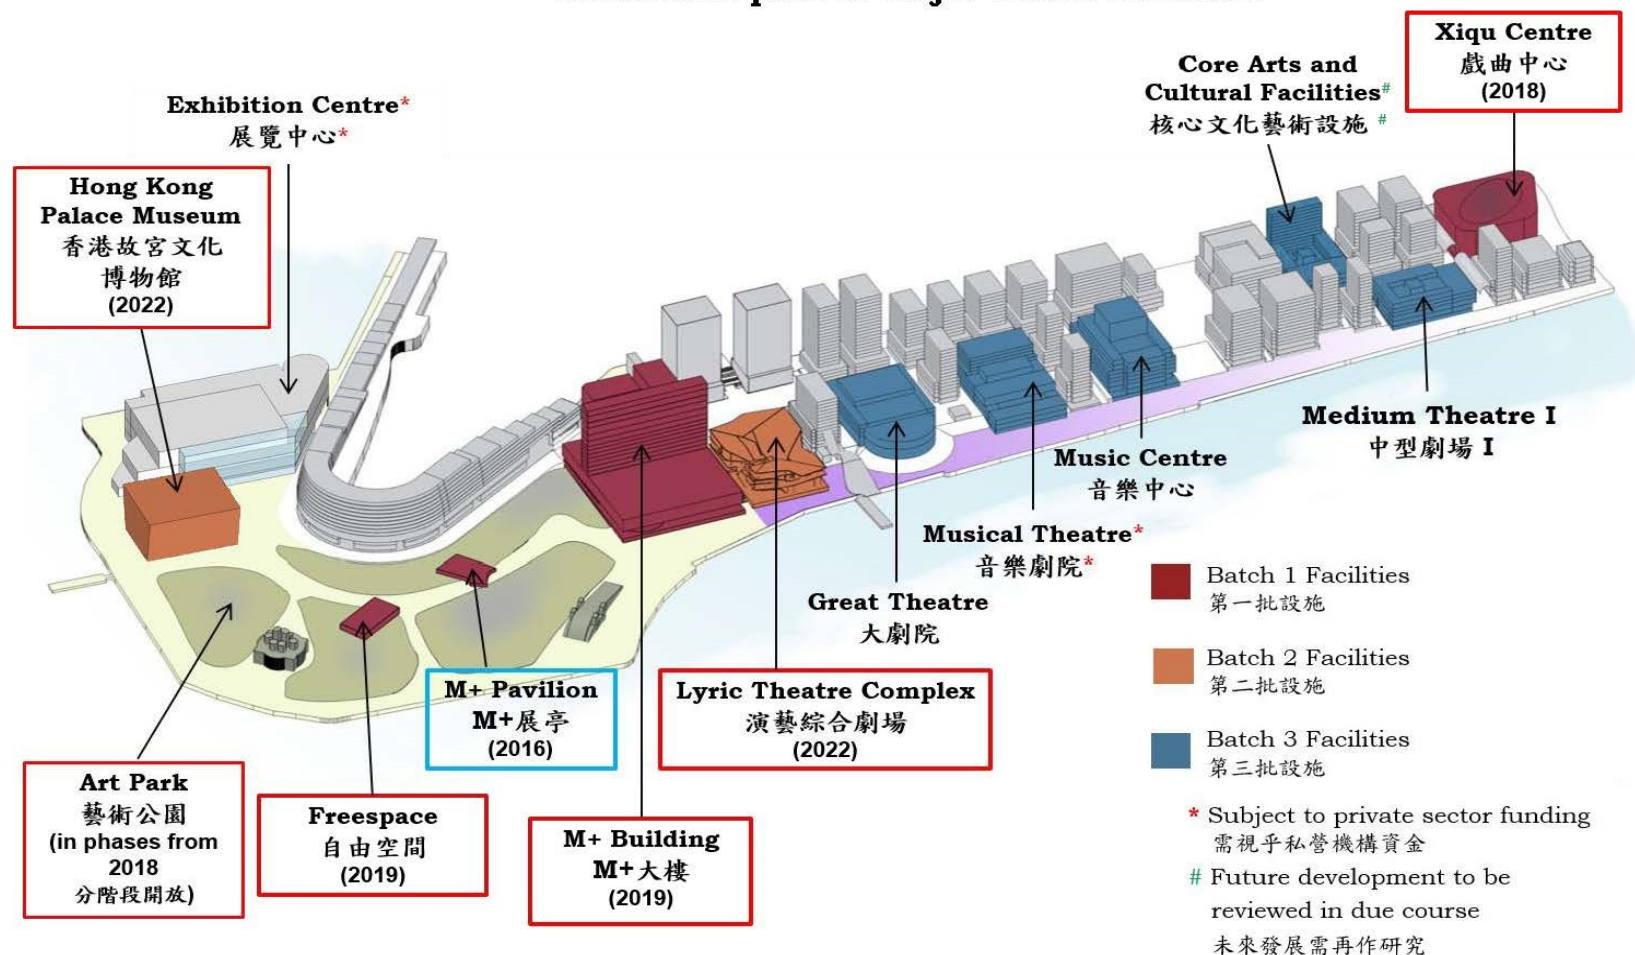 Xiqu Centre
戲曲中心
(2018)
Core Arts and
Cultural Facilities#
核心文化藝術設施 #
Exhibition Centre*
展覽中心*
Hong Kong
Palace Museum
香港故宮文化
博物館
(2022)
Medium Theatre I
中型劇場 I
Music Centre
音樂中心
Musical Theatre*
音樂劇院*
Great Theatre
大劇院
M+ Pavilion
M+展亭
(2016)
Lyric Theatre Complex
演藝綜合劇場
(2022)
Art Park
藝術公園
(in phases from
2018
分階段開放)
Freespace
自由空間
(2019)
M+ Building
M+大樓
(2019)
Batch 1 Facilities
第一批設施
Batch 2 Facilities
第二批設施
Batch 3 Facilities
第三批設施
* Subject to private sector funding
需視乎私營機構資金
# Future development to be
reviewed in due course
未來發展需再作研究